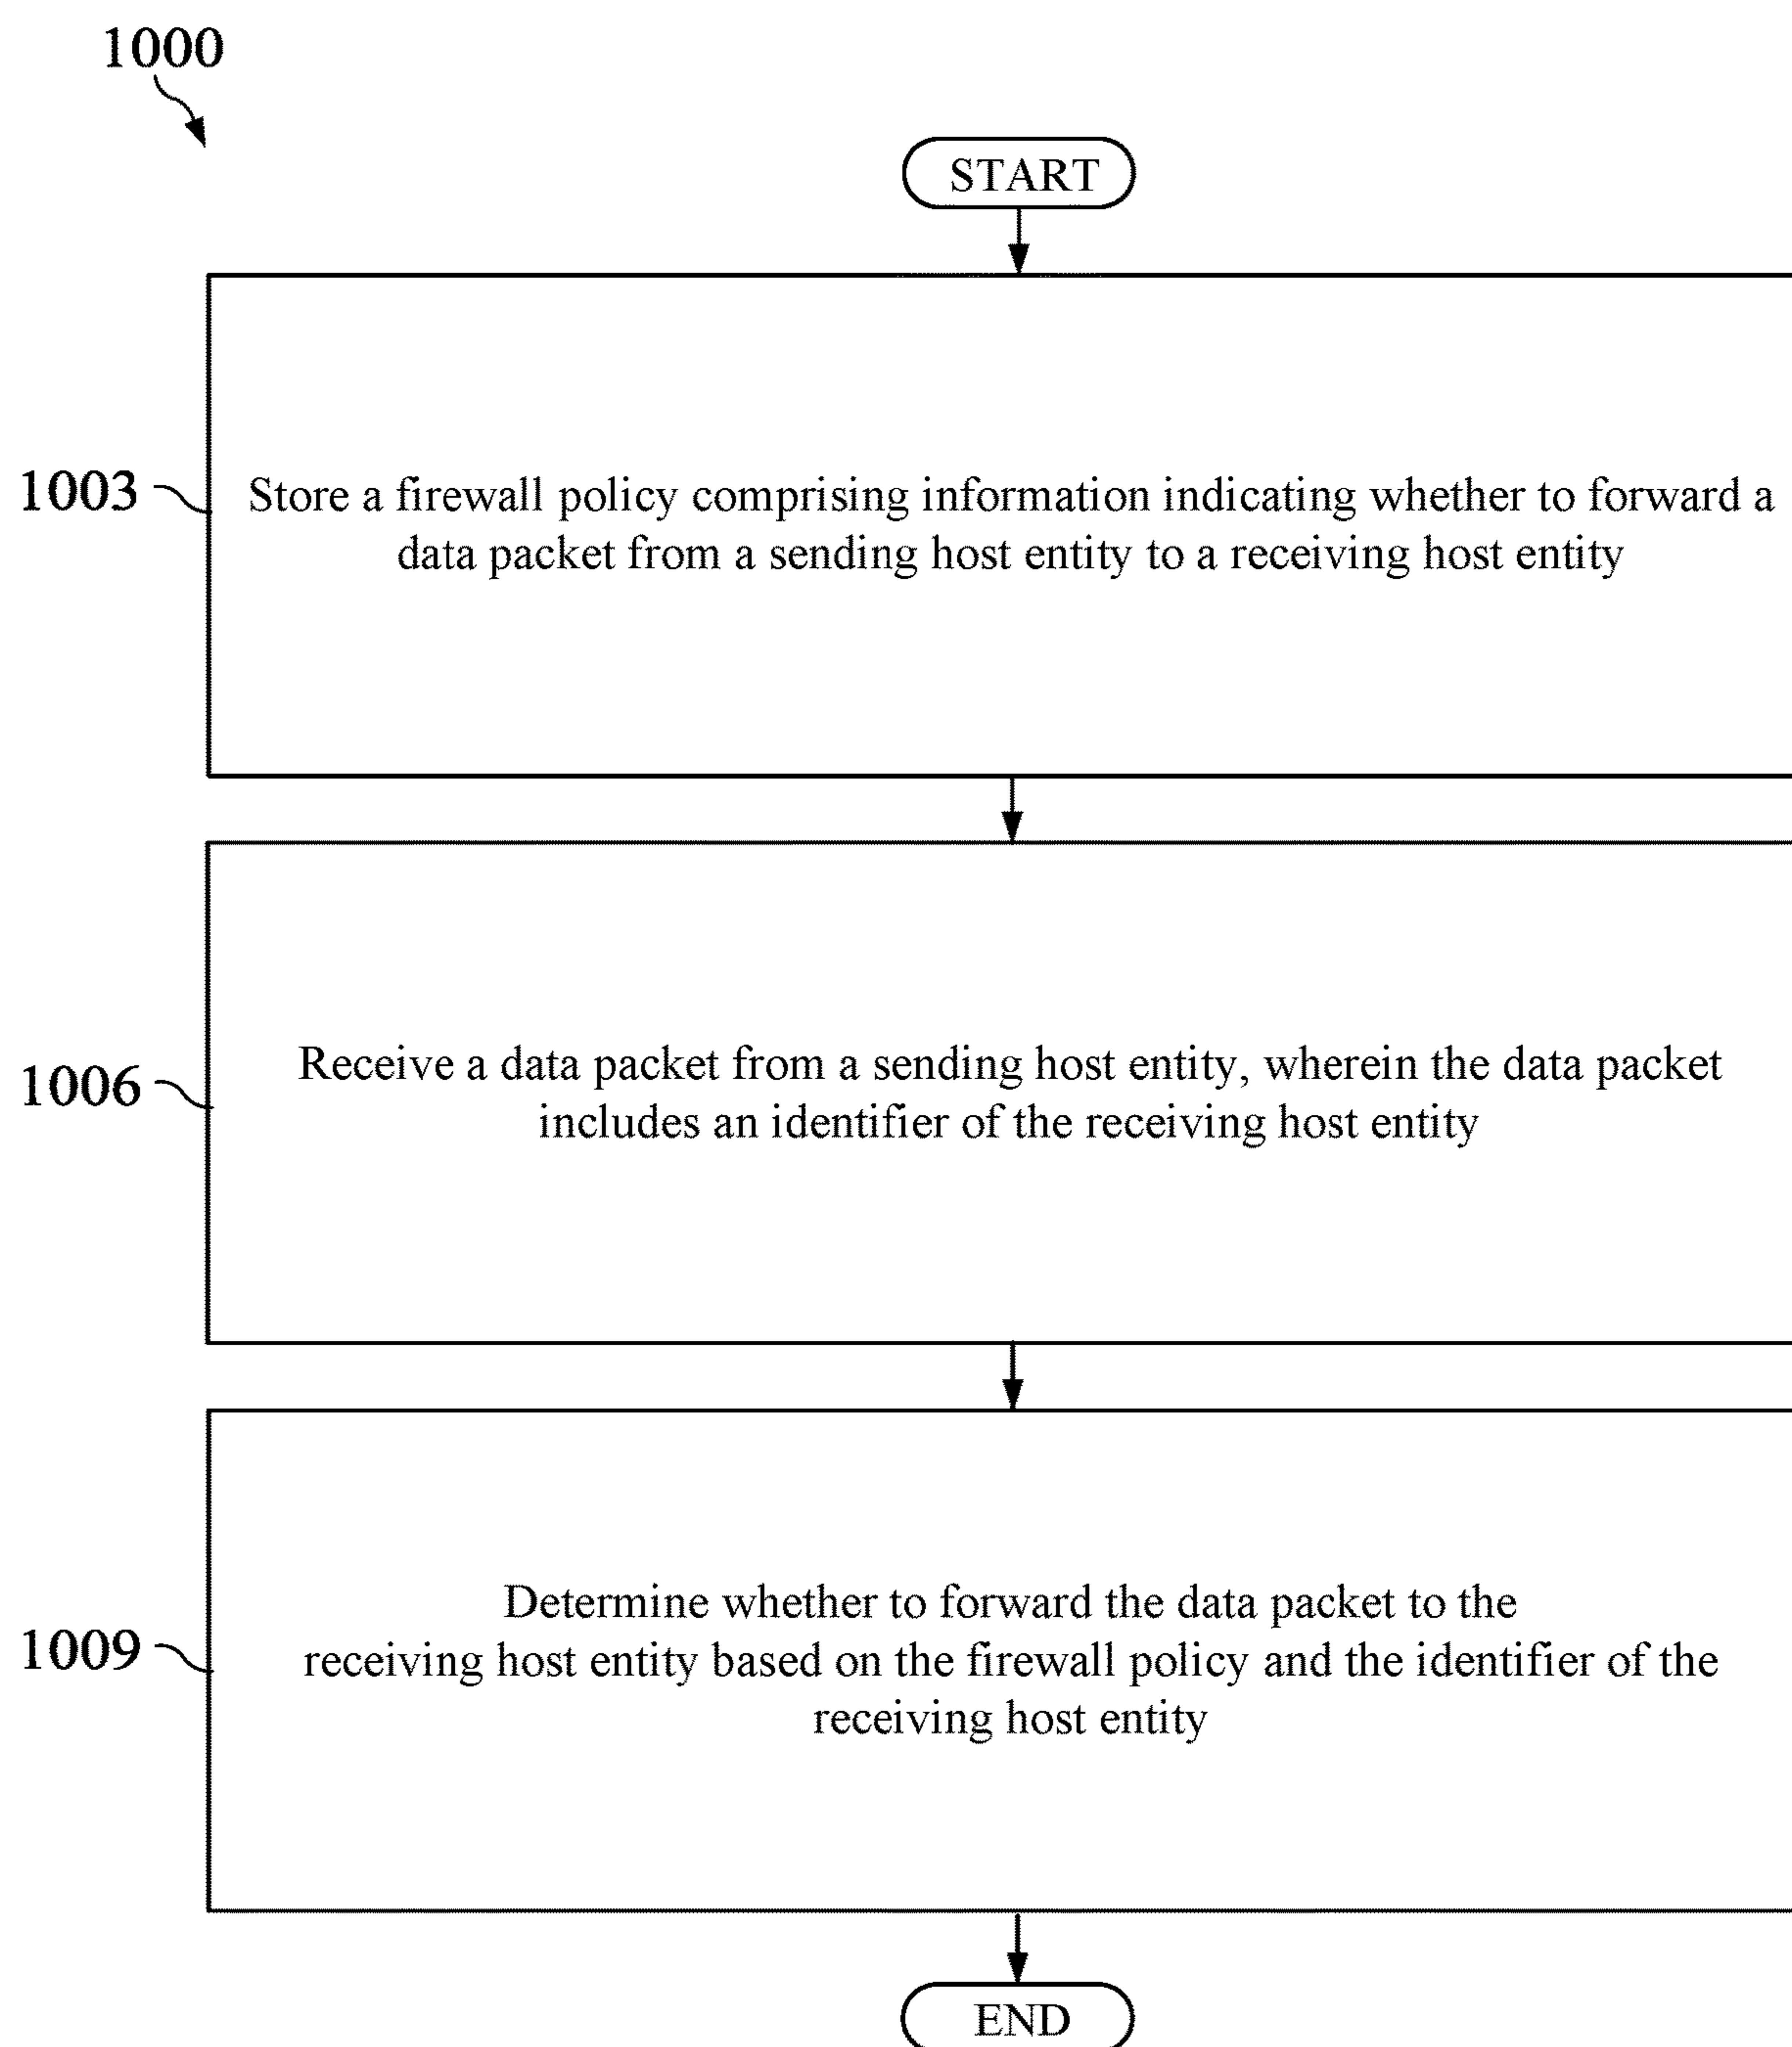 1000
START
1003
Store a firewall policy comprising information indicating whether to forward a
data packet from a sending host entity to a receiving host entity
1006
Receive a data packet from a sending host entity, wherein the data packet
includes an identifier of the receiving host entity
1009
Determine whether to forward the data packet to the
receiving host entity based on the firewall policy and the identifier of the
receiving host entity
END